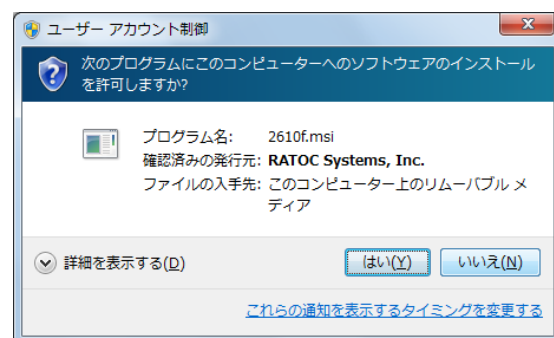 ユーザー アカウント制御
次のプログラムにこのコンピューターへのソフトウェアのインストール
を許可しますか?
プログラム名: 2610f.msi
確認済みの発行元: RATOC Systems, Inc.
ファイルの入手先: このコンピューター上のリムーバブル メ
ディア
詳細を表示する(D)
はい(Y)
いいえ(N)
これらの通知を表示するタイミングを変更する